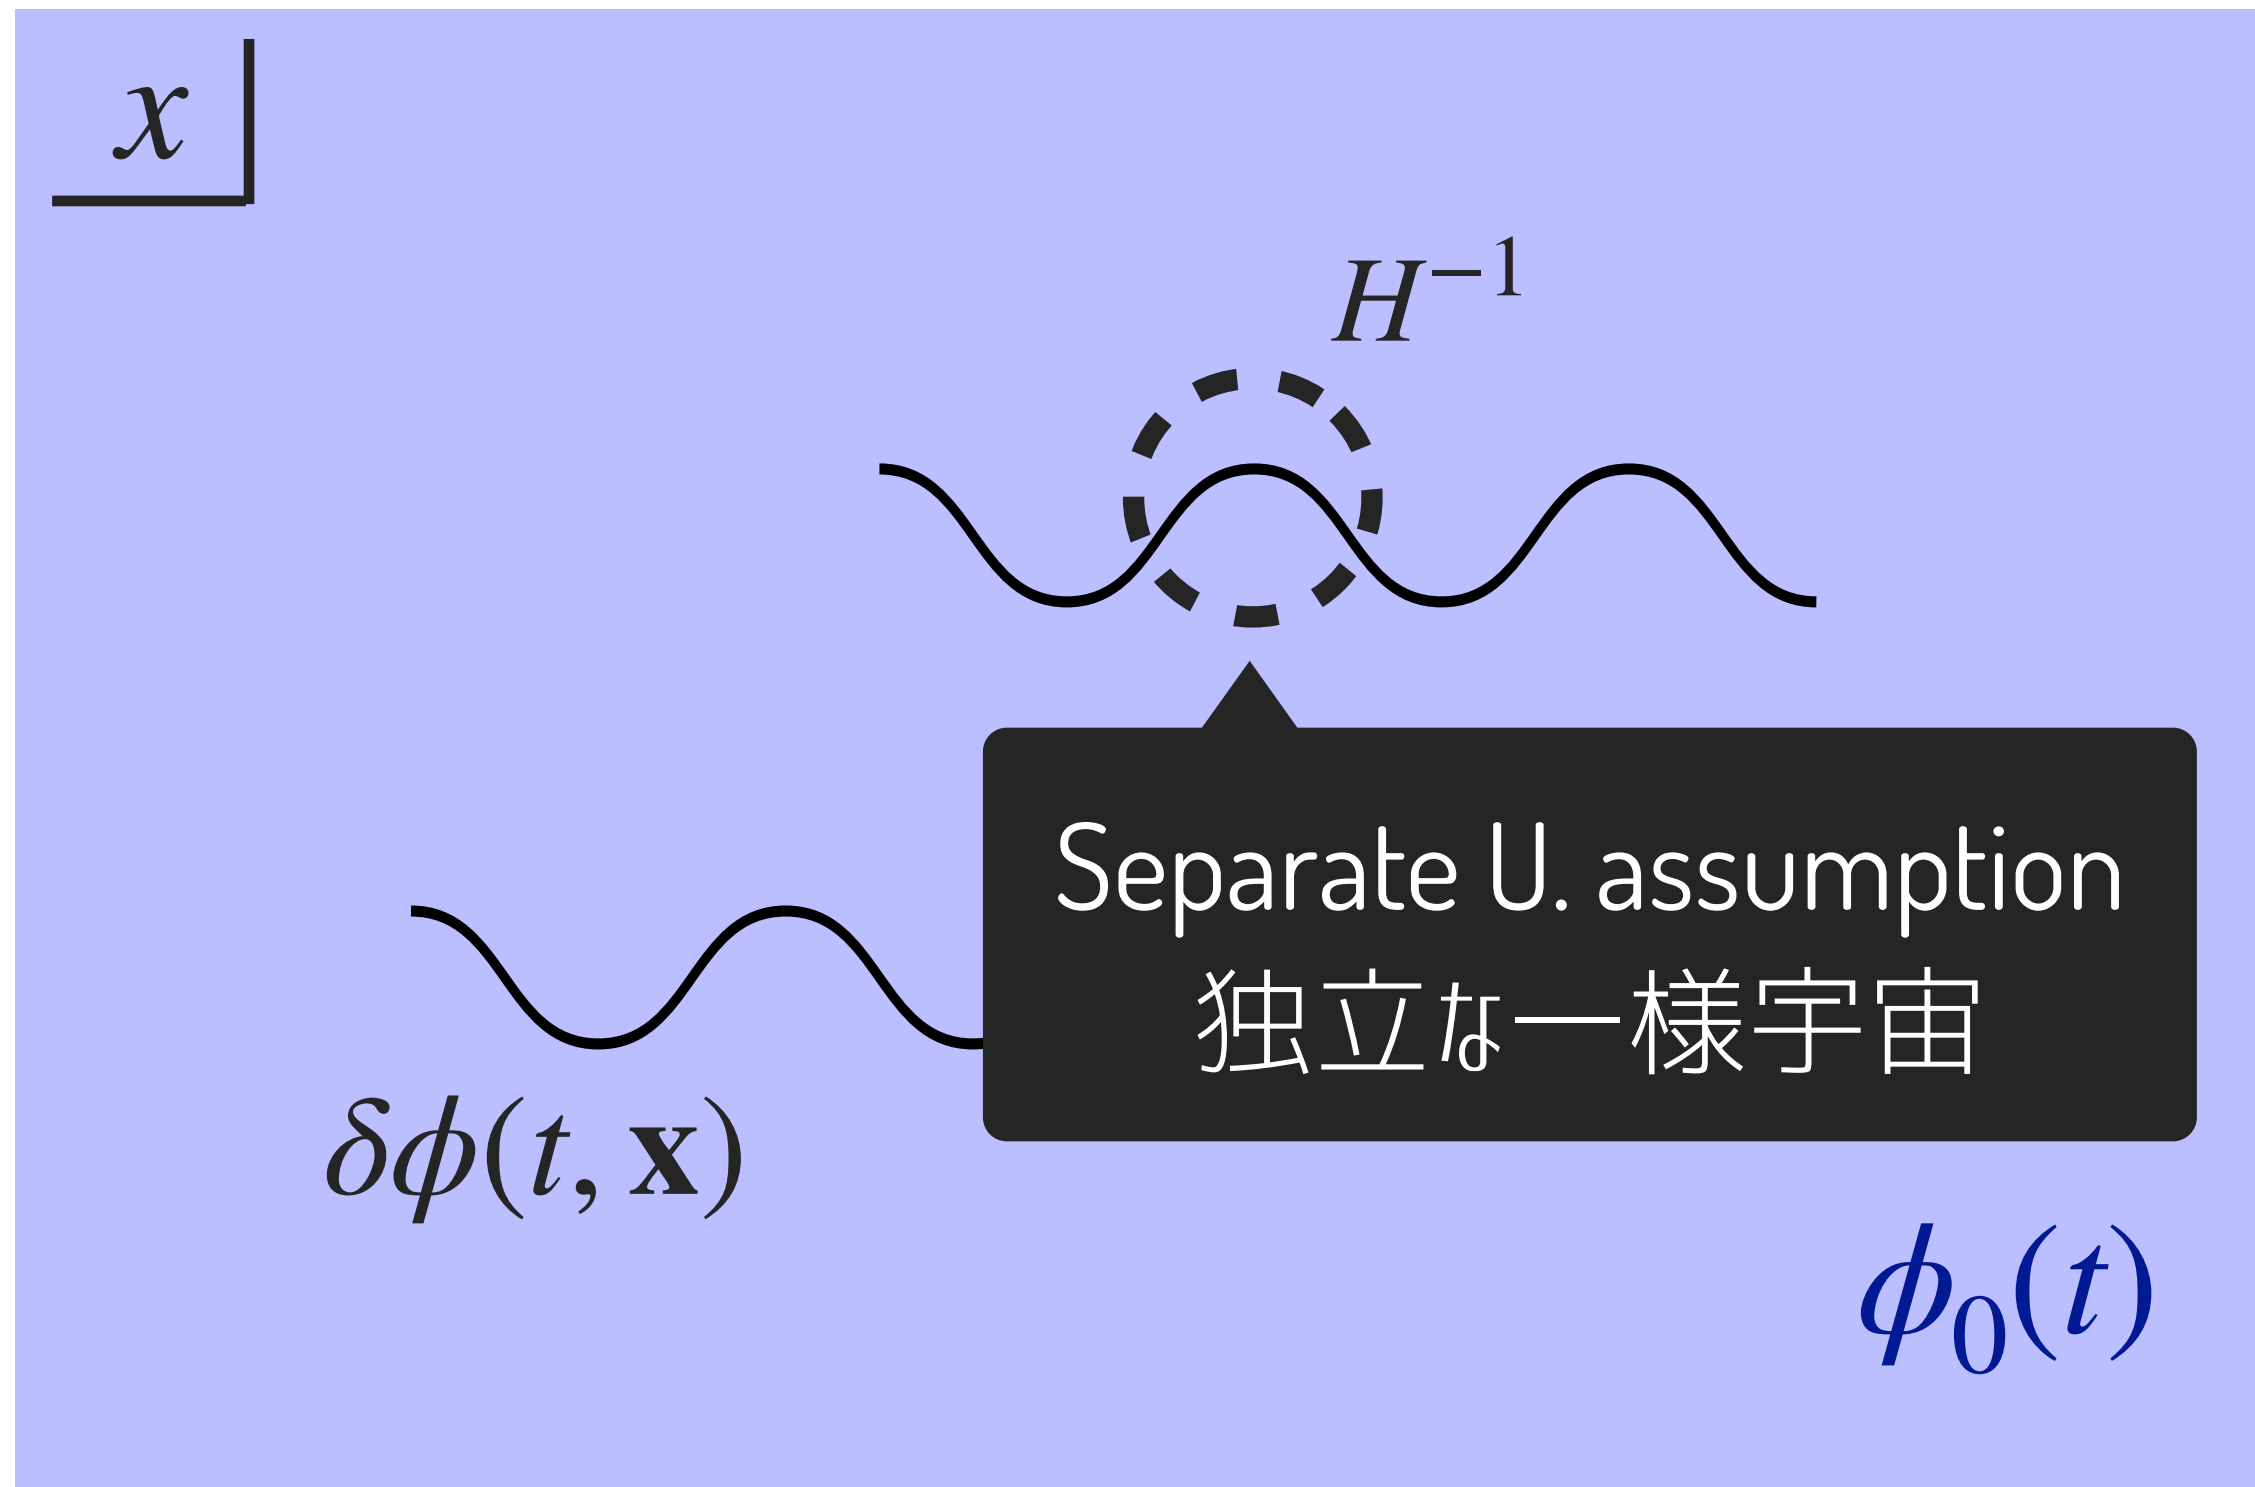 x
H⁻¹
Separate U. assumption
独立な一様宇宙
δϕ(t, x)
ϕ₀(t)